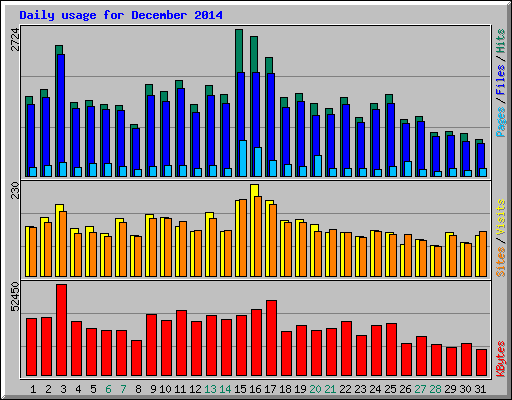 Daily usage for December 2014
2724
Pages / Files / Hits
230
Sites / Visits
52450
KBytes
1 2 3 4 5 6 7 8 9 10 11 12 13 14 15 16 17 18 19 20 21 22 23 24 25 26 27 28 29 30 31